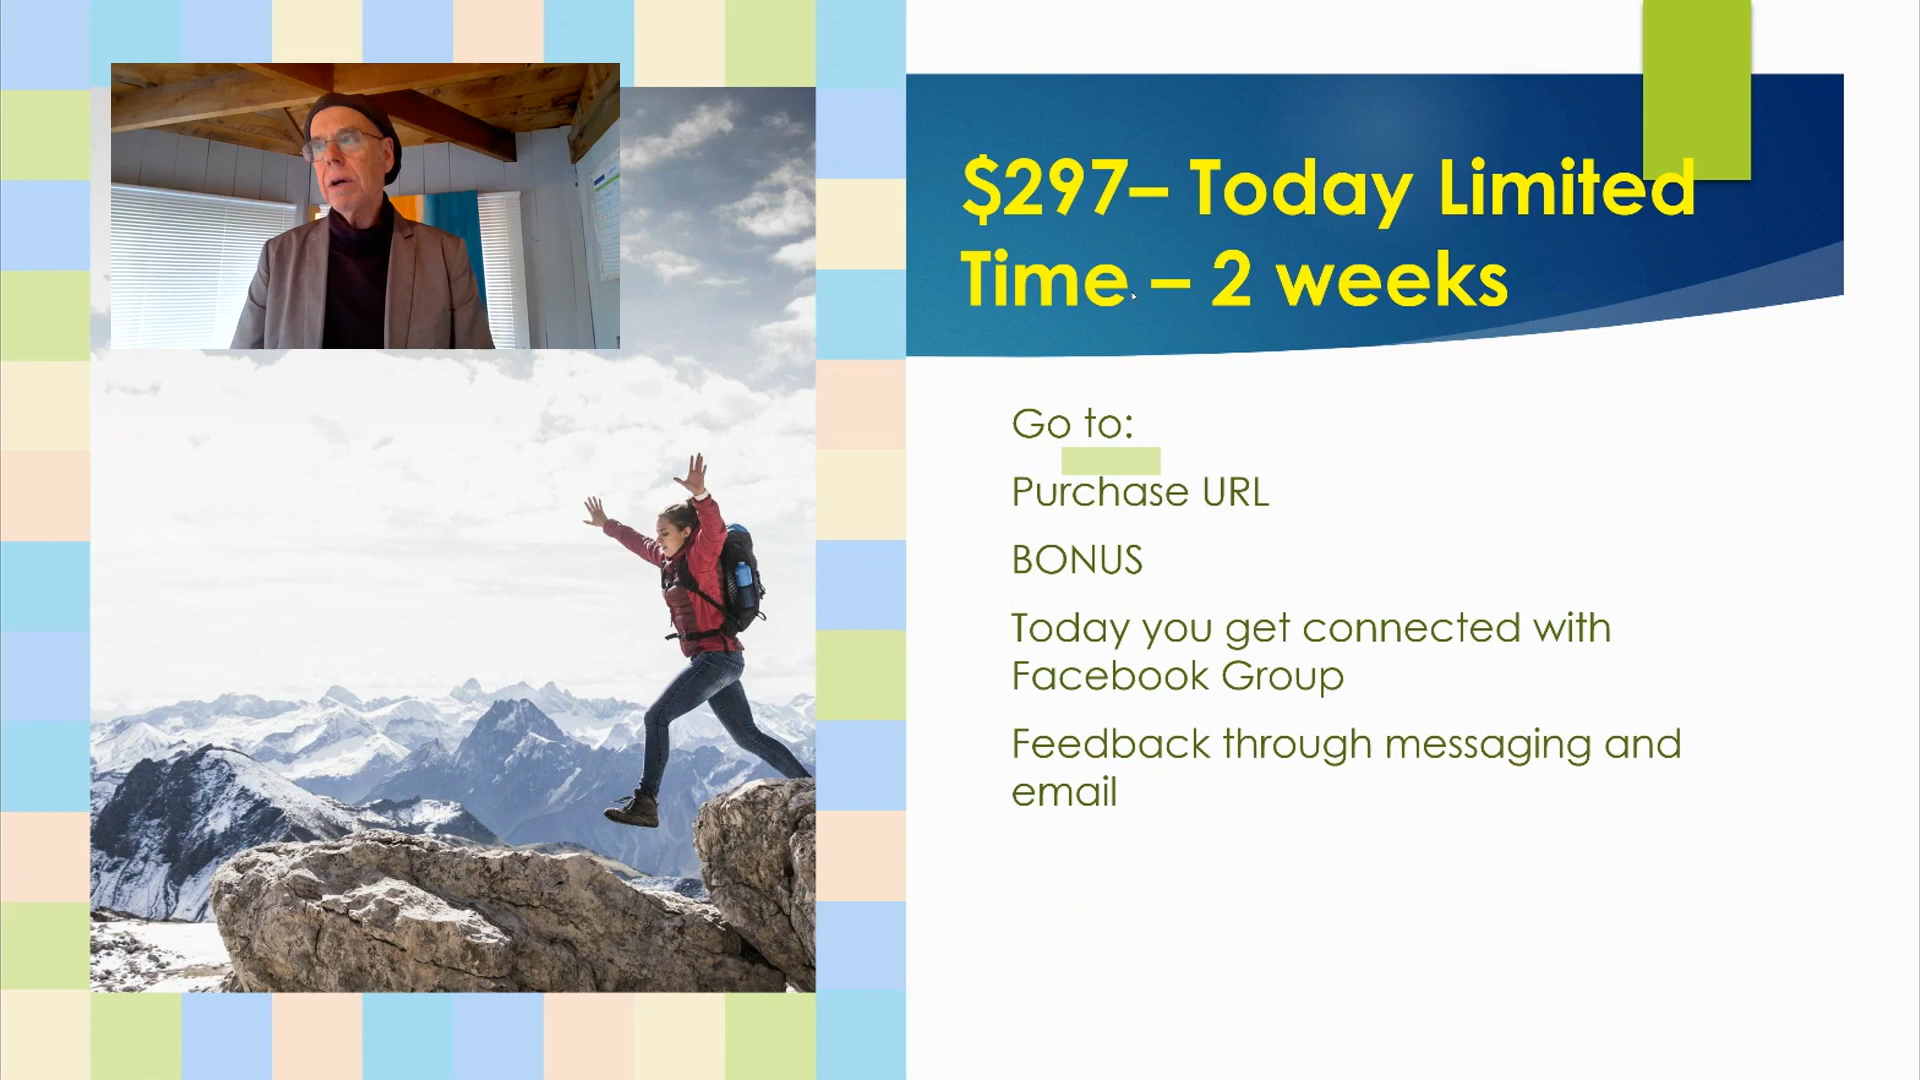 $297– Today Limited
Time – 2 weeks
Go to:
Purchase URL
BONUS
Today you get connected with
Facebook Group
Feedback through messaging and
email